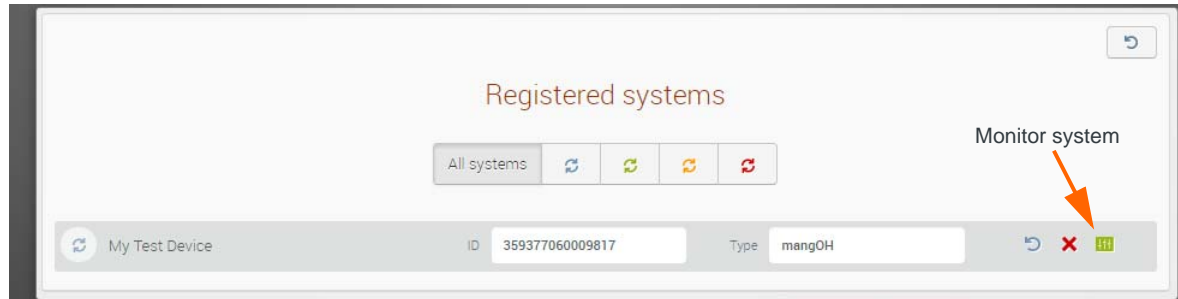 Registered systems
Monitor system
All systems
My Test Device ID 359377060009817 Type mangOH